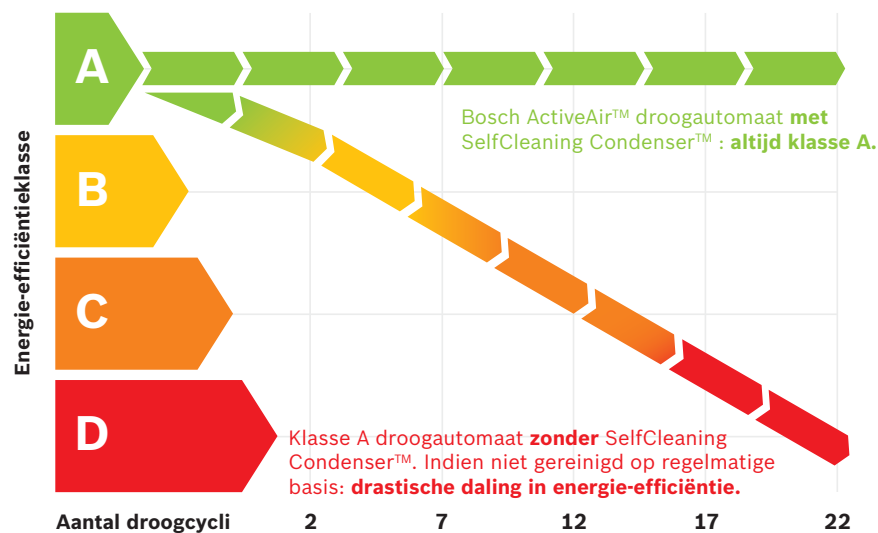 Energie-efficiëntieklasse
A
Bosch ActiveAir™ droogautomaat met
SelfCleaning Condenser™ : altijd klasse A.
B
C
D
Klasse A droogautomaat zonder SelfCleaning
Condenser™. Indien niet gereinigd op regelmatige
basis: drastische daling in energie-efficiëntie.
Aantal droogcycli 2 7 12 17 22